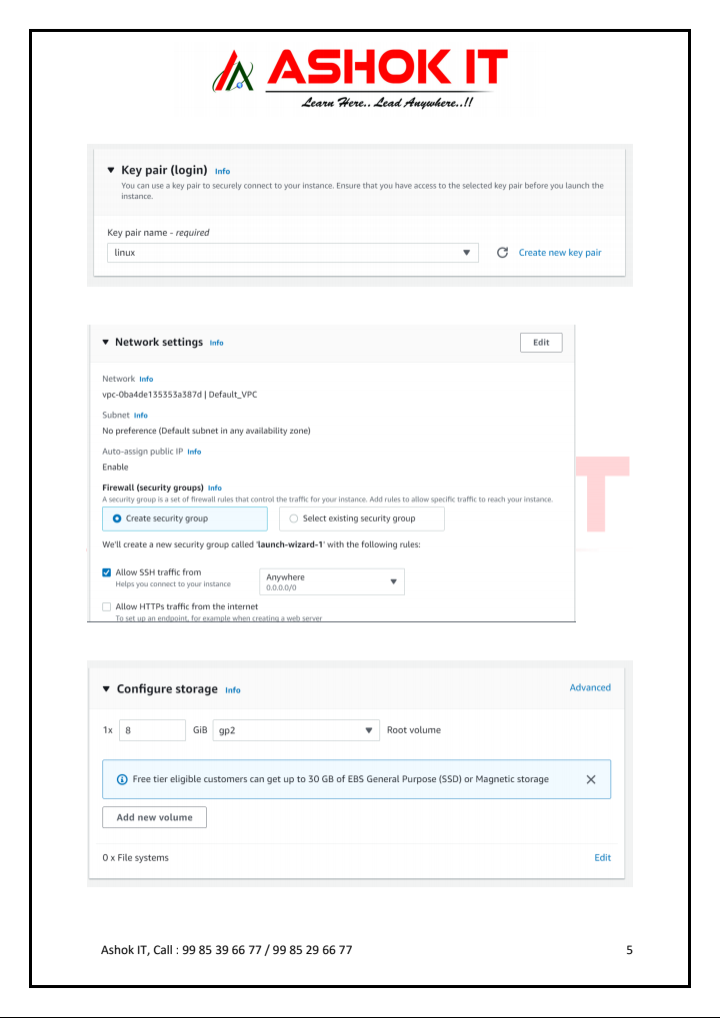 ASHOK IT
Learn Here.. Lead Anywhere..!!
Key pair (login) Info
You can use a key pair to securely connect to your instance. Ensure that you have access to the selected key pair before you launch the
instance.
Key pair name - required
linux
Create new key pair
Network settings Info
Edit
Network Info
vpc-0ba4de135353a387d | Default_VPC
Subnet Info
No preference (Default subnet in any availability zone)
Auto-assign public IP Info
Enable
Firewall (security groups) Info
A security group is a set of firewall rules that control the traffic for your instance. Add rules to allow specific traffic to reach your instance.
Create security group
Select existing security group
We'll create a new security group called 'launch-wizard-1' with the following rules:
Allow SSH traffic from
Helps you connect to your instance
Anywhere
0.0.0.0/0
Allow HTTPs traffic from the internet
To set up an endpoint, for example when creating a web server
T
Configure storage Info
Advanced
1x 8 GiB gp2 Root volume
Free tier eligible customers can get up to 30 GB of EBS General Purpose (SSD) or Magnetic storage
Add new volume
0 x File systems
Edit
Ashok IT, Call : 99 85 39 66 77 / 99 85 29 66 77
5